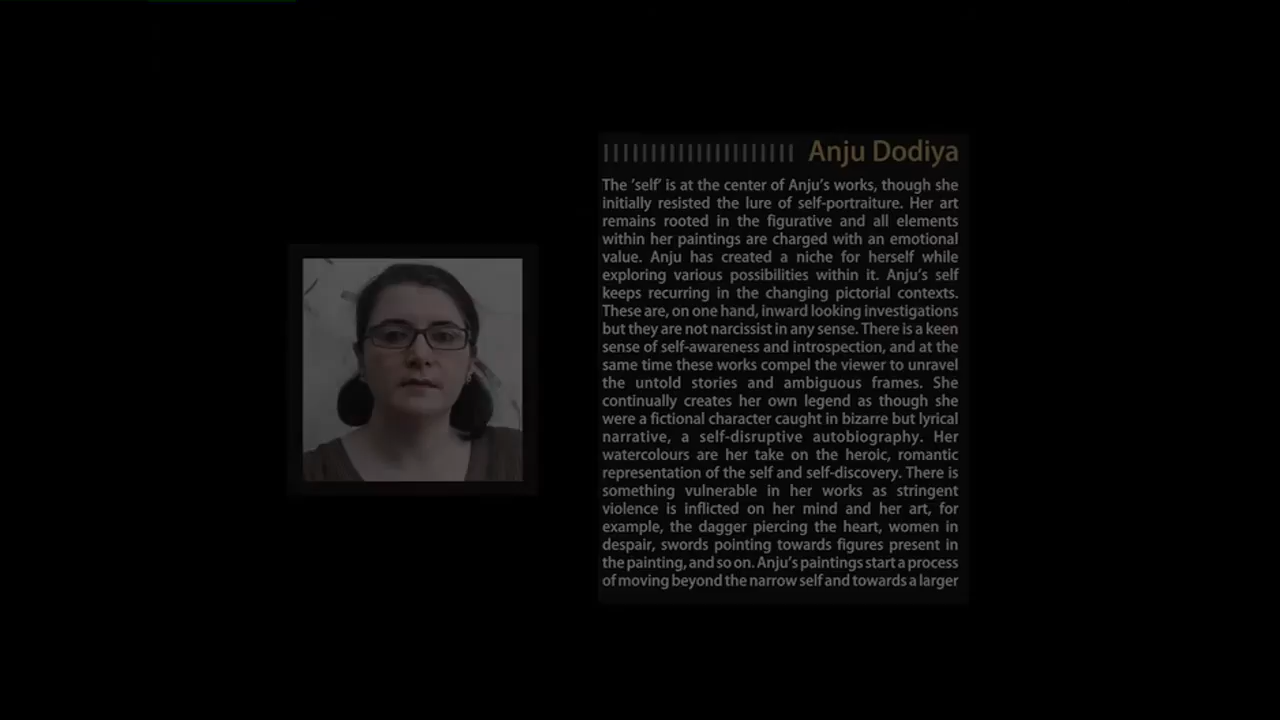 Anju Dodiya
The 'self' is at the center of Anju's works, though she
initially resisted the lure of self-portraiture. Her art
remains rooted in the figurative and all elements
within her paintings are charged with an emotional
value. Anju has created a niche for herself while
exploring various possibilities within it. Anju's self
keeps recurring in the changing pictorial contexts.
These are, on one hand, inward looking investigations
but they are not narcissist in any sense. There is a keen
sense of self-awareness and introspection, and at the
same time these works compel the viewer to unravel
the untold stories and ambiguous frames. She
continually creates her own legend as though she
were a fictional character caught in bizarre but lyrical
narrative, a self-disruptive autobiography. Her
watercolours are her take on the heroic, romantic
representation of the self and self-discovery. There is
something vulnerable in her works as stringent
violence is inflicted on her mind and her art, for
example, the dagger piercing the heart, women in
despair, swords pointing towards figures present in
the painting, and so on. Anju's paintings start a process
of moving beyond the narrow self and towards a larger